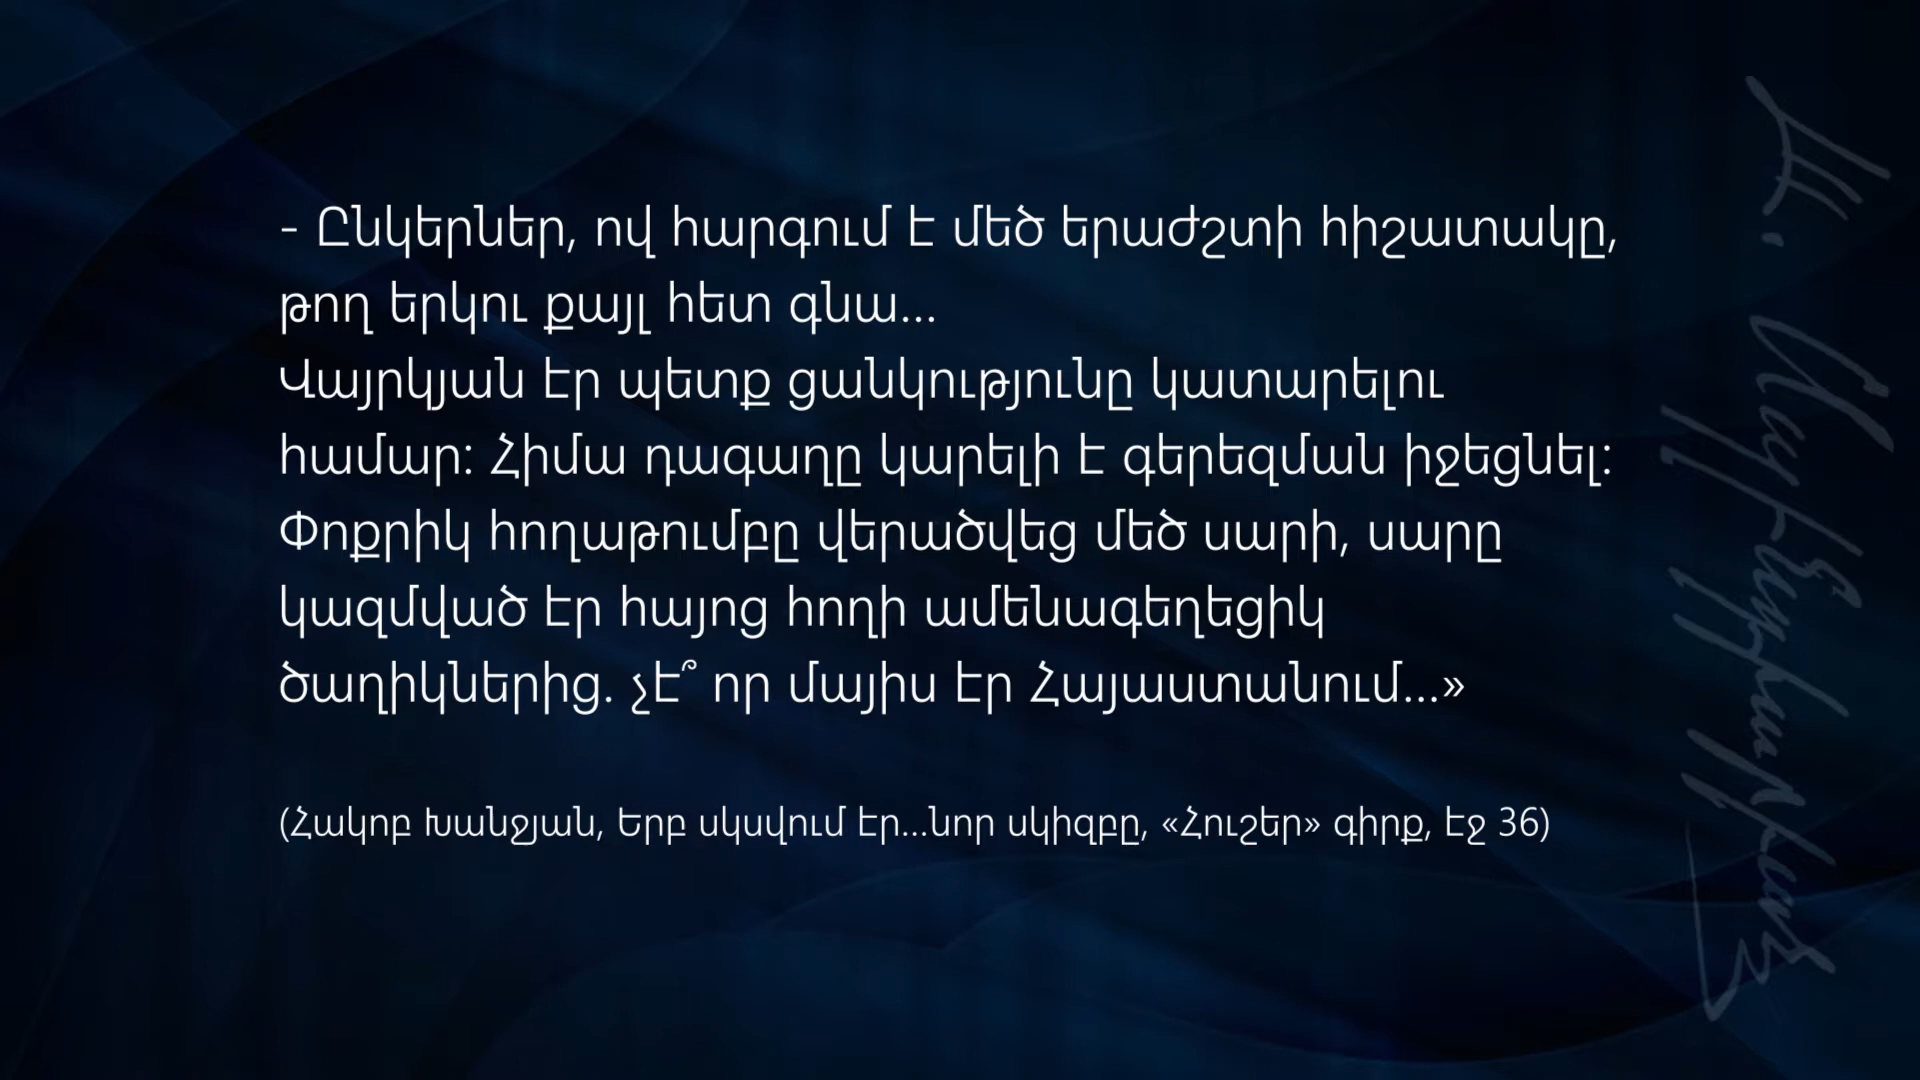 - Ընկերներ, ով հարգում է մեծ երաժշտի հիշատակը,
թող երկու քայլ հետ գնա...
Վայրկյան էր պետք ցանկությունը կատարելու
համար: Հիմա դագաղը կարելի է գերեզման իջեցնել:
Փոքրիկ հողաթումբը վերածվեց մեծ սարի, սարը
կազմված էր հայոց հողի ամենագեղեցիկ
ծաղիկներից. չէ՞ որ մայիս էր Հայաստանում...»
(Հակոբ Խանջյան, Երբ սկսվում էր...նոր սկիզբը, «Հուշեր» գիրք, էջ 36)